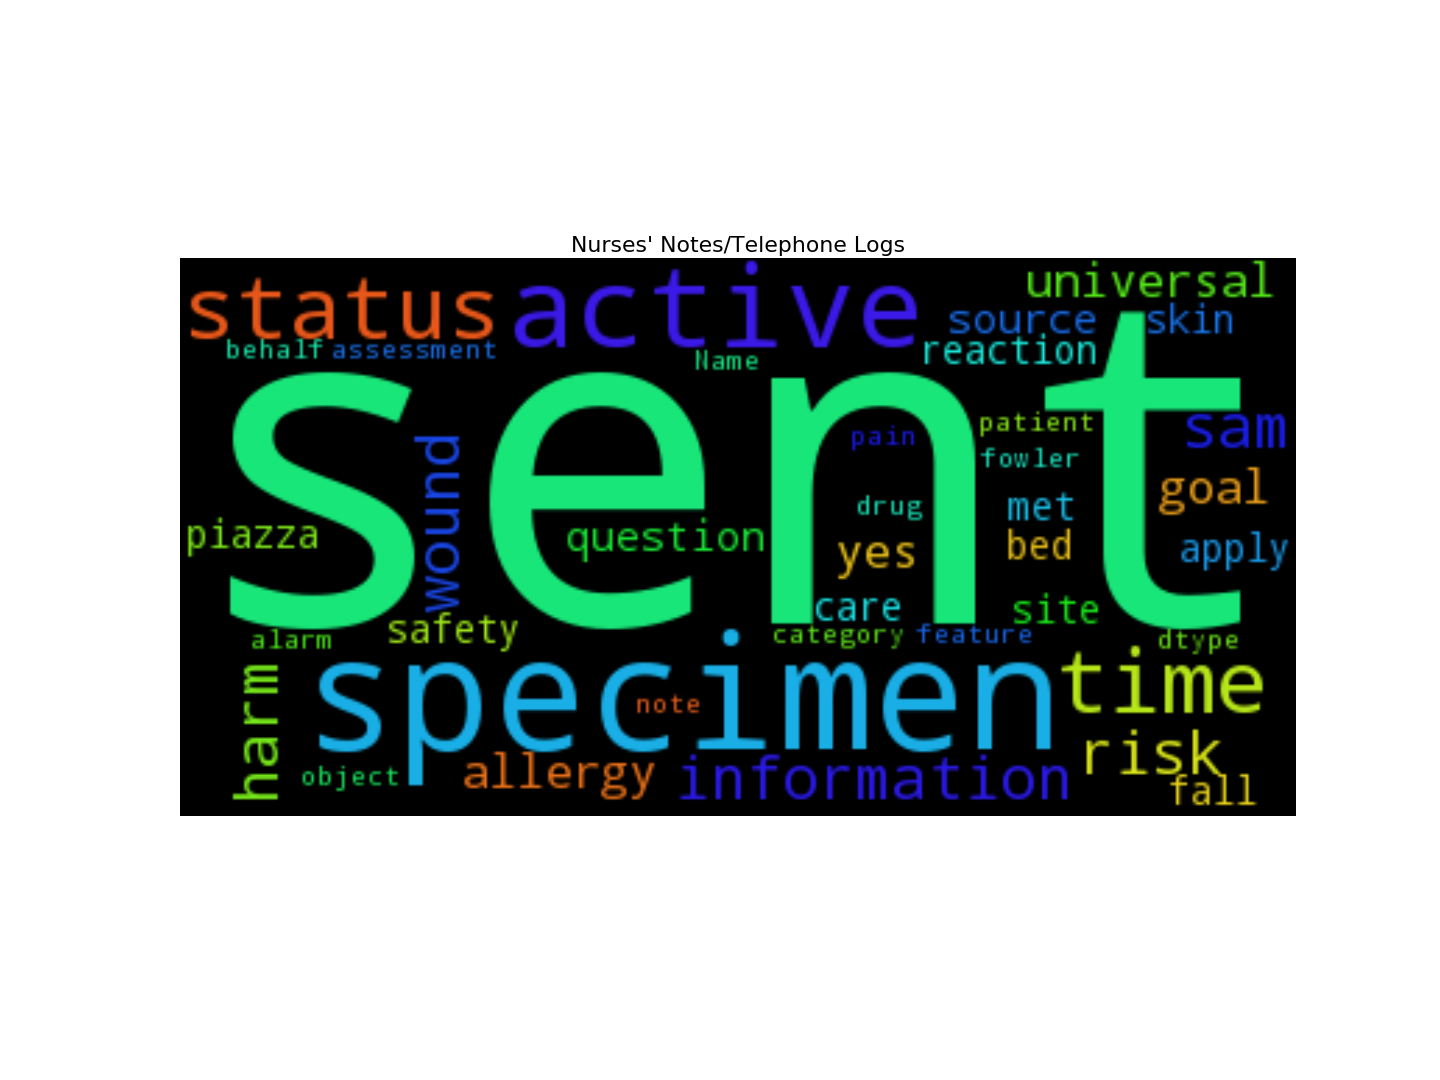 Nurses' Notes/Telephone Logs
status active universal
source skin
behalf assessment Name reaction
sent
patient sam
pain
fowler
wound goal
drug met
piazza question yes bed apply
care site
safety
alarm category feature dtype
harm specimen time
note
risk
object allergy information fall